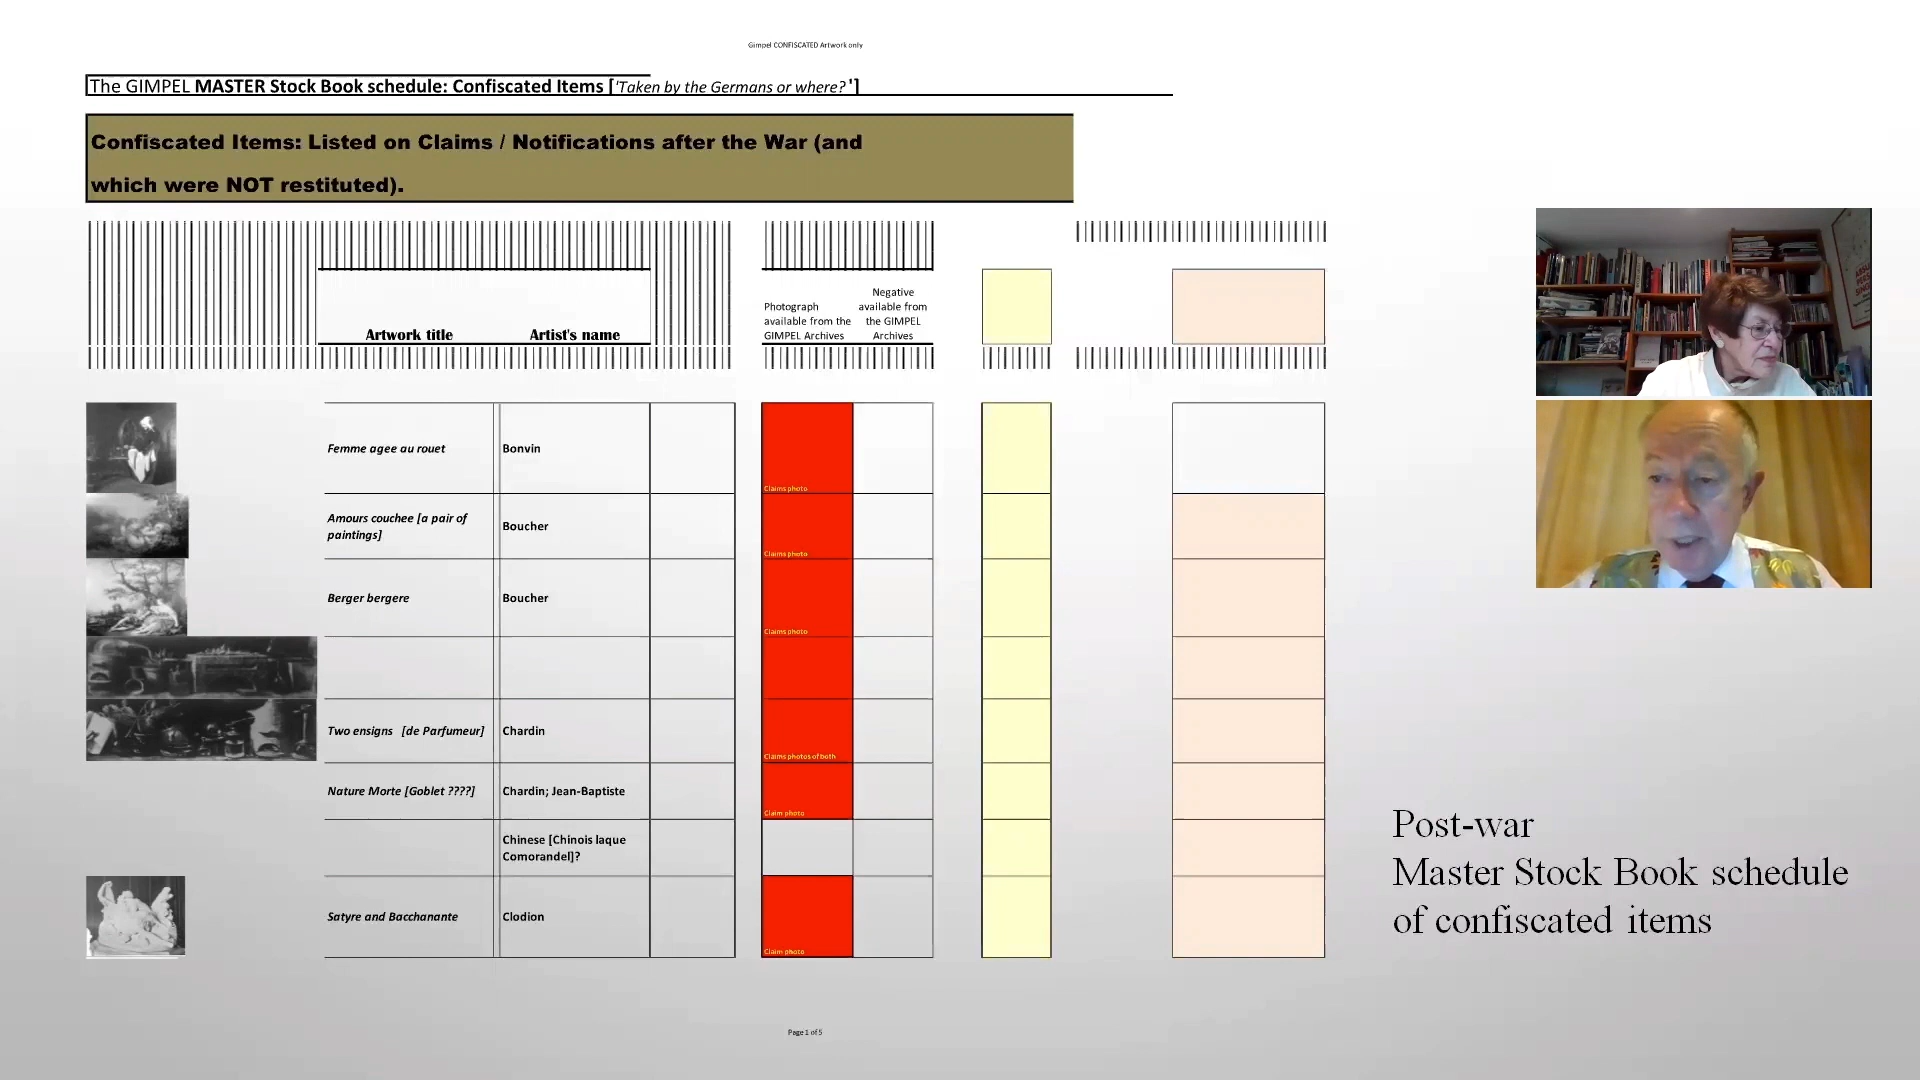 Gimpel CONFISCATED Artwork only
The GIMPEL MASTER Stock Book schedule: Confiscated Items ['Taken by the Germans or where?']
Confiscated Items: Listed on Claims / Notifications after the War (and
which were NOT restituted).
Artwork title
Artist's name
Photograph
available from the
GIMPEL Archives
Negative
available from
the GIMPEL
Archives
Femme agee au rouet
Bonvin
Claims photo
Amours couchee [a pair of
paintings]
Boucher
Claims photo
Berger bergere
Boucher
Claims photo
Two ensigns [de Parfumeur]
Chardin
Claims photos of both
Nature Morte [Goblet ????]
Chardin; Jean-Baptiste
Claim photo
Chinese [Chinois laque
Comorandel]?
Satyre and Bacchanante
Clodion
Claim photo
Post-war
Master Stock Book schedule
of confiscated items
Page 1 of 5